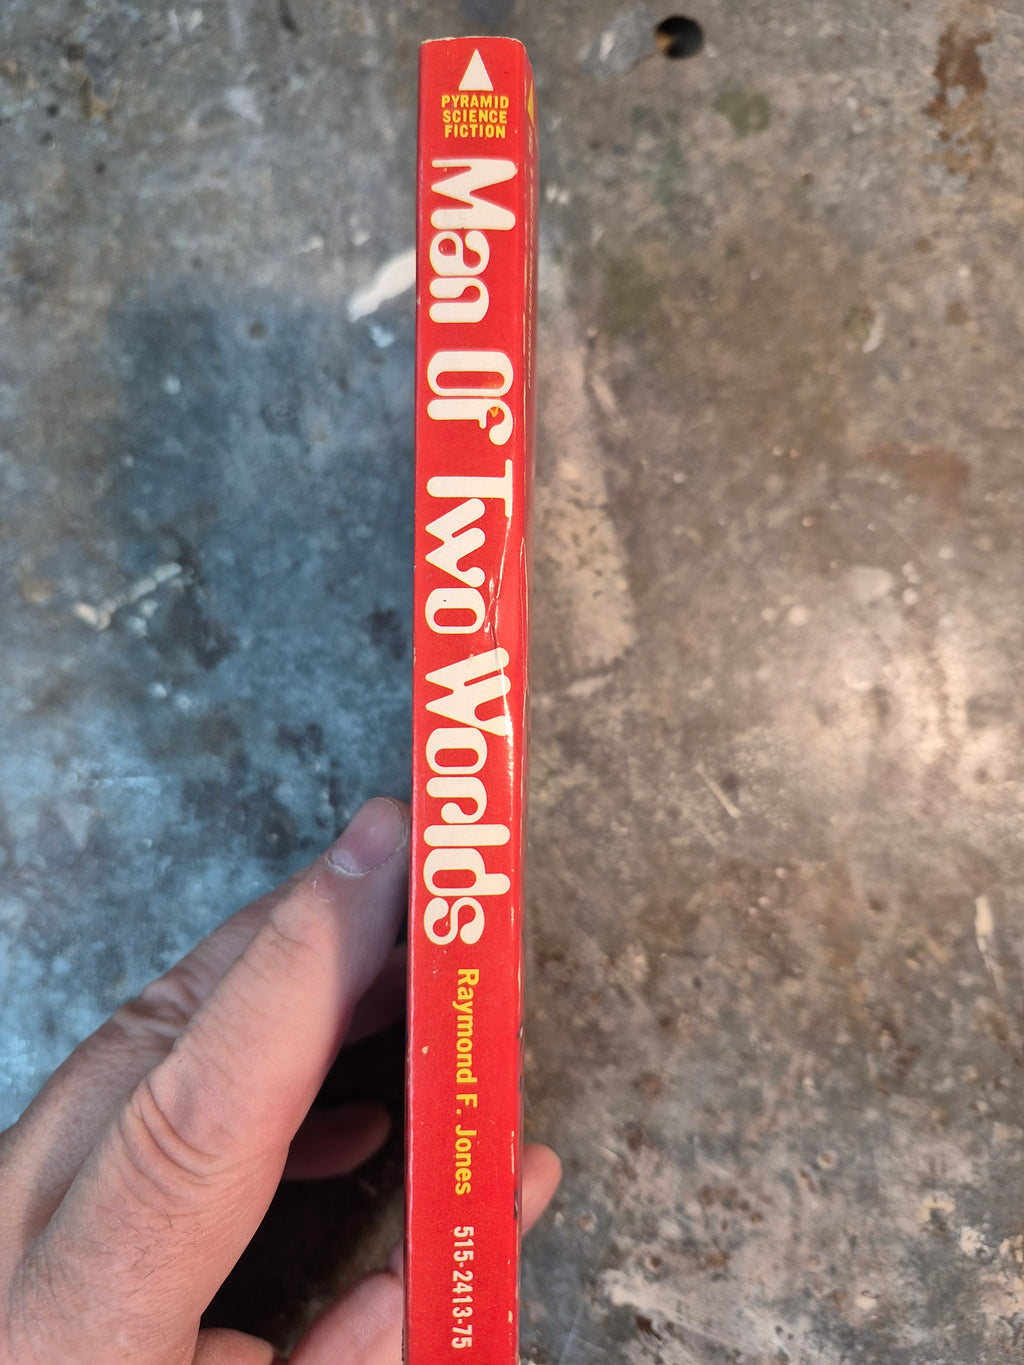 PYRAMID
SCIENCE
FICTION
Man Of Two Worlds
Raymond F. Jones
515-2413-75